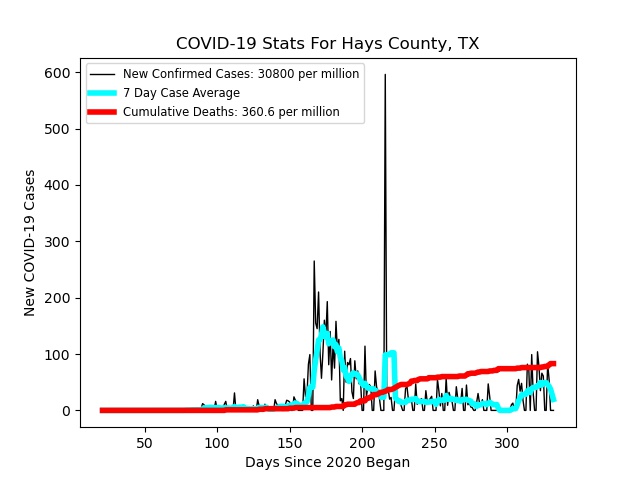 COVID-19 Stats For Hays County, TX
New Confirmed Cases: 30800 per million
7 Day Case Average
Cumulative Deaths: 360.6 per million
New COVID-19 Cases
600
500
400
300
200
100
0
50
100
150
200
250
300
Days Since 2020 Began